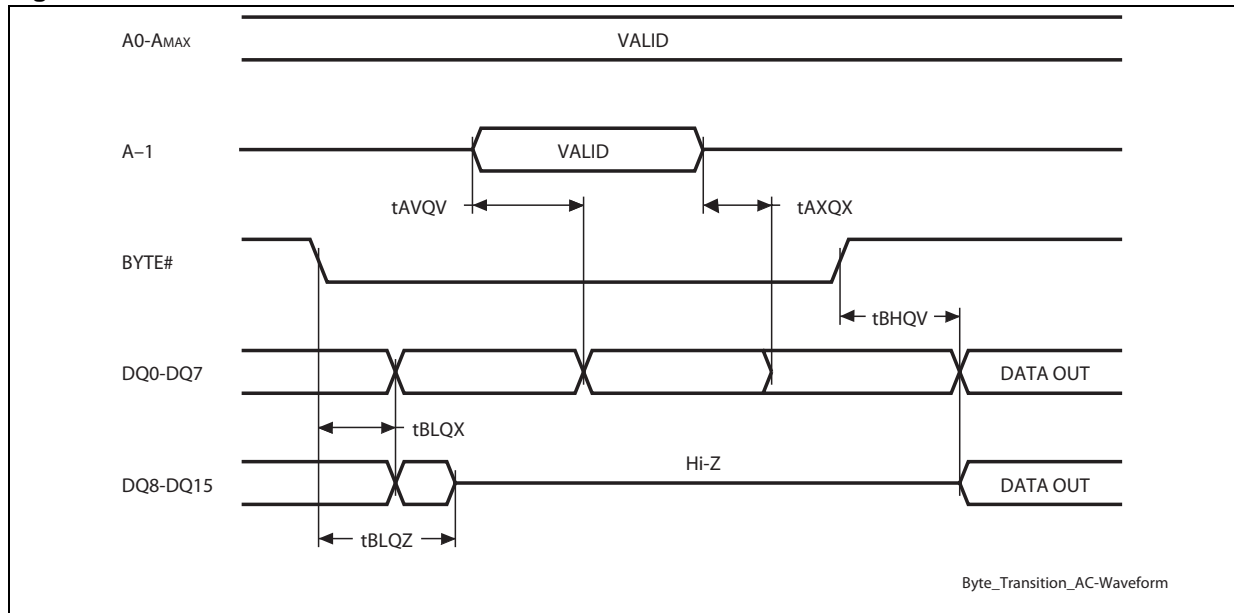 A0-AMAX
VALID
A–1
VALID
tAVQV
tAXQX
BYTE#
tBHQV
DQ0-DQ7
DATA OUT
tBLQX
Hi-Z
DQ8-DQ15
DATA OUT
tBLQZ
Byte_Transition_AC-Waveform